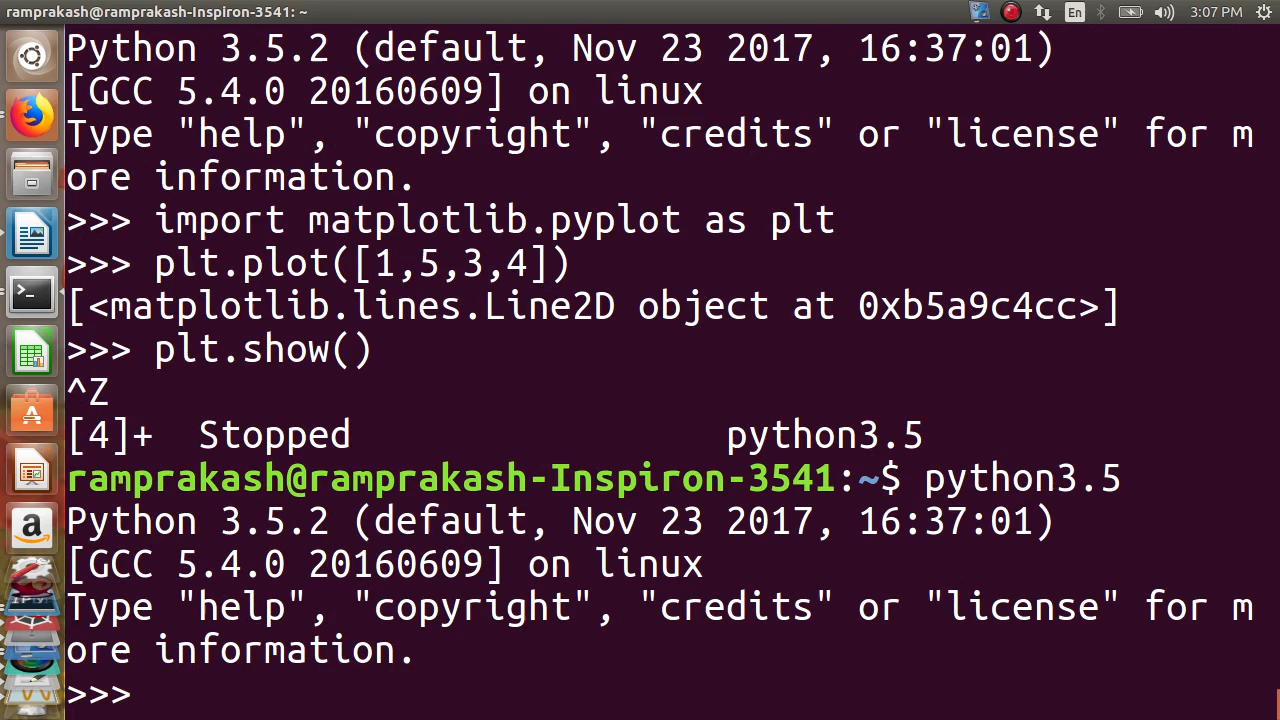 ramprakash@ramprakash-Inspiron-3541: ~
En
3:07 PM
Python 3.5.2 (default, Nov 23 2017, 16:37:01)
[GCC 5.4.0 20160609] on linux
Type "help", "copyright", "credits" or "license" for m
ore information.
>>> import matplotlib.pyplot as plt
>>> plt.plot([1,5,3,4])
[<matplotlib.lines.Line2D object at 0xb5a9c4cc>]
>>> plt.show()
^Z
[4]+  Stopped                 python3.5
ramprakash@ramprakash-Inspiron-3541:~$ python3.5
Python 3.5.2 (default, Nov 23 2017, 16:37:01)
[GCC 5.4.0 20160609] on linux
Type "help", "copyright", "credits" or "license" for m
ore information.
>>>